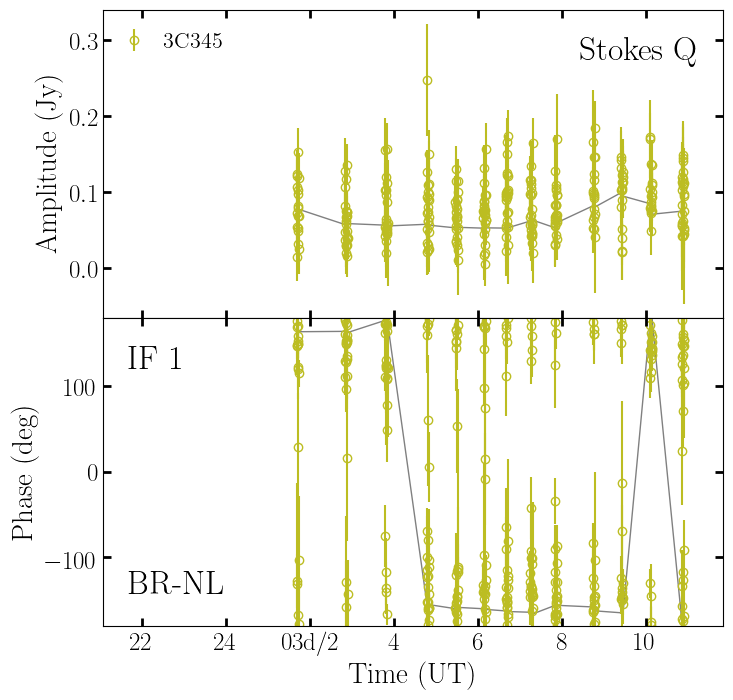 3C345
Stokes Q
0.3
0.2
0.1
0.0
Amplitude (Jy)
IF 1
100
0
−100
Phase (deg)
BR-NL
22 24 03d/2 4 6 8 10
Time (UT)